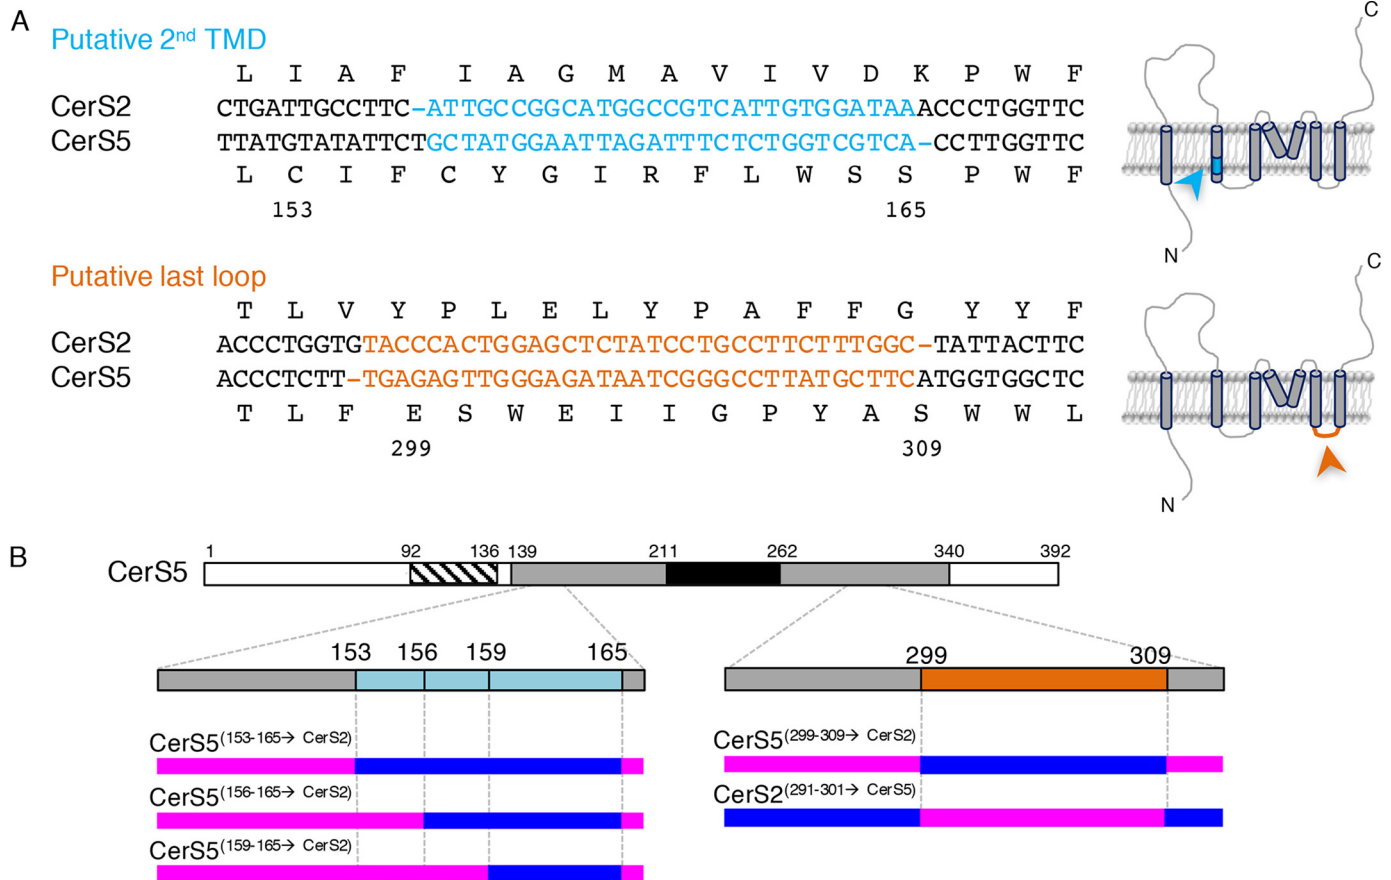 A
Putative 2nd TMD
L I A F I A G M A V I V D K P W F
CerS2 CTGATTGCCTTC-ATTGCCGGCATGGCCGTCATTGTGGATAAACCCTGGTTC
CerS5 TTATGTATATTCTGCTATGGAATTAGATTTCTCTGGTCGTCA-CCTTGGTTC
L C I F C Y G I R F L W S S P W F
153 165
N
C
Putative last loop
T L V Y P L E L Y P A F F G Y Y F
CerS2 ACCCTGGTGTACCCACTGGAGCTCTATCCTGCCTTCTTTGGC-TATTACTTC
CerS5 ACCCTCTT-TGAGAGTTGGGAGATAATCGGGCCTTATGCTTCATGGTGGCTC
T L F E S W E I I G P Y A S W W L
299 309
N
C
B
1 92 136 139 211 262 340 392
CerS5
153 156 159 165
CerS5(153-165→ CerS2)
CerS5(156-165→ CerS2)
CerS5(159-165→ CerS2)
299 309
CerS5(299-309→ CerS2)
CerS2(291-301→ CerS5)